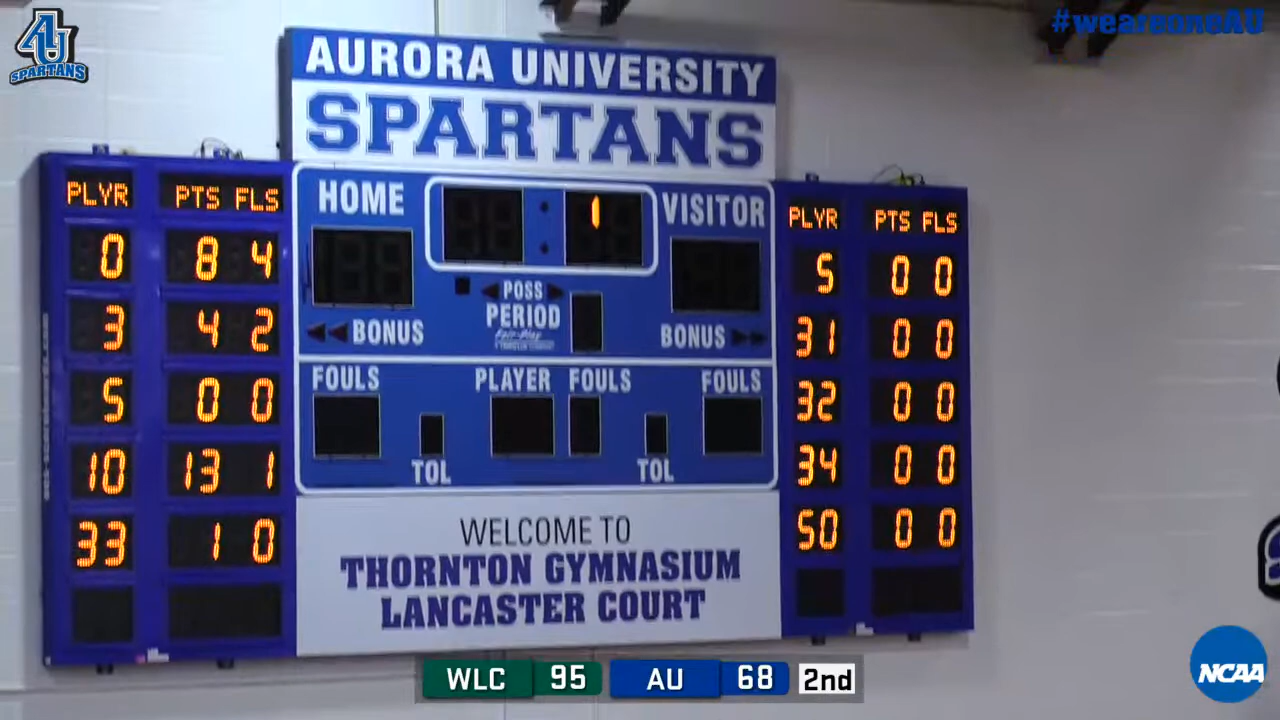 AU
SPARTANS
#weareoneAU
AURORA UNIVERSITY
SPARTANS
PLYR PTS FLS
0 8 4
3 4 2
5 0 0
10 13 1
33 1 0
HOME
1
VISITOR
POSS
PERIOD
BONUS
BONUS
FOULS
PLAYER FOULS
FOULS
TOL
TOL
PLYR PTS FLS
5 0 0
31 0 0
32 0 0
34 0 0
50 0 0
WELCOME TO
THORNTON GYMNASIUM
LANCASTER COURT
WLC 95 AU 68 2nd
NCAA